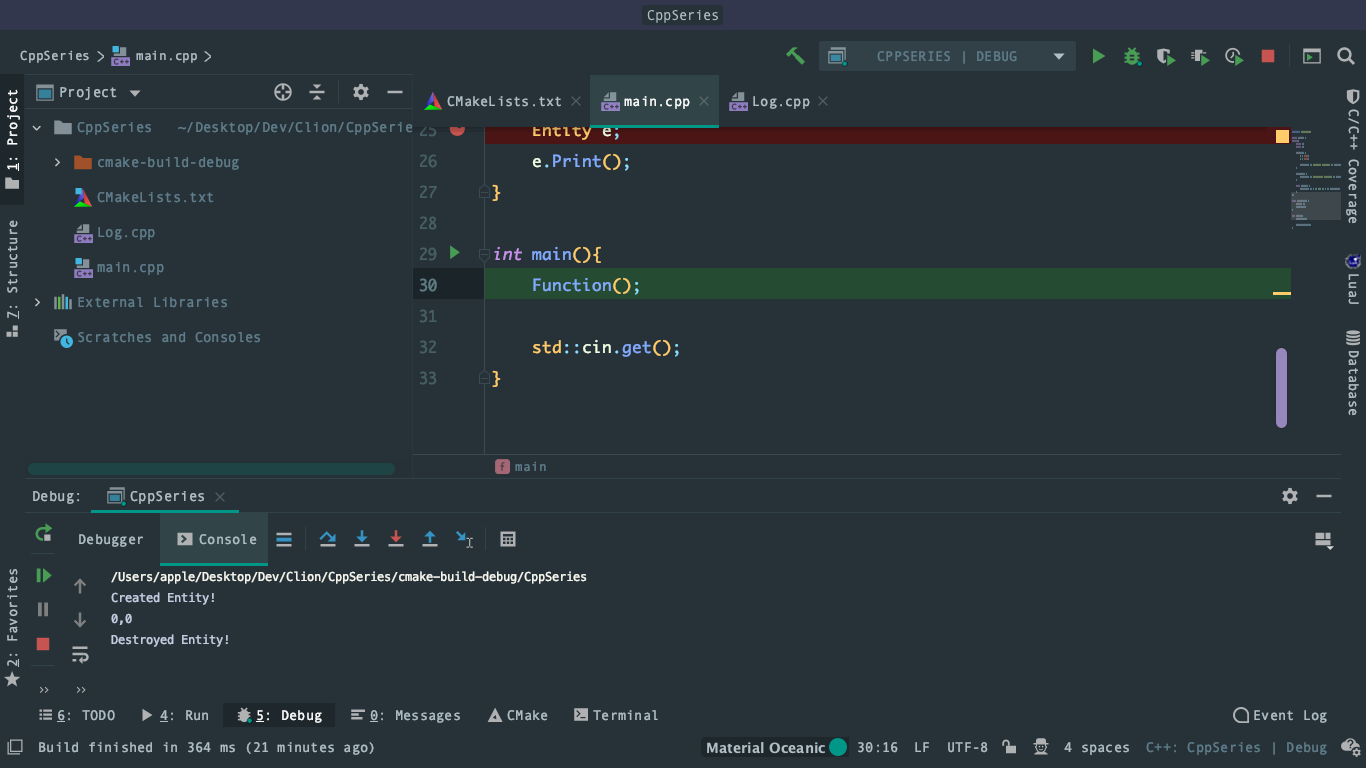 CppSeries
CppSeries > main.cpp >
CPPSERIES | DEBUG
Project
CMakeLists.txt
main.cpp
Log.cpp
1: Project
CppSeries ~/Desktop/Dev/Clion/CppSerie
cmake-build-debug
CMakeLists.txt
Log.cpp
main.cpp
External Libraries
Scratches and Consoles
Z: Structure
25 Entity e;
26 e.Print();
27 }
28
29 int main(){
30 Function();
31
32 std::cin.get();
33 }
f main
C/C++ Coverage
LuaJ
Database
Debug: CppSeries
Debugger
Console
/Users/apple/Desktop/Dev/Clion/CppSeries/cmake-build-debug/CppSeries
Created Entity!
0,0
Destroyed Entity!
2: Favorites
6: TODO
4: Run
5: Debug
0: Messages
CMake
Terminal
Event Log
Build finished in 364 ms (21 minutes ago)
Material Oceanic
30:16 LF UTF-8 4 spaces C++: CppSeries | Debug